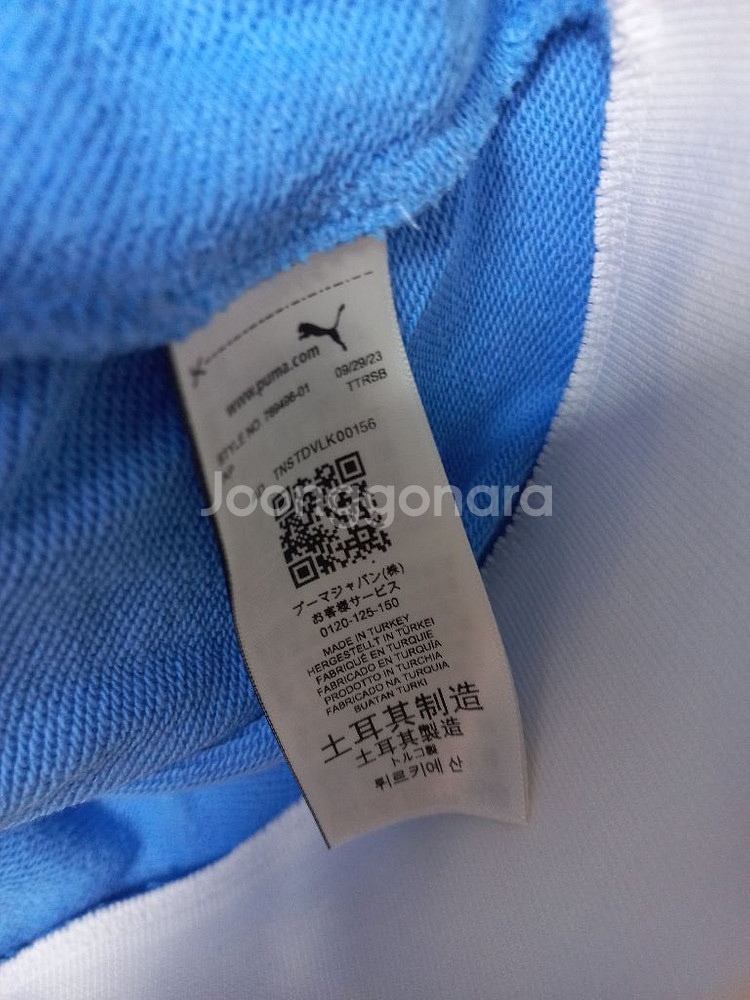 www.puma.com
09/29/23
STYLE NO 769496-01
TTRSB
TNSTDVLK00156
Joonggonara
プーマジャパン(株)
お客様サービス
0120-125-150
MADE IN TURKEY
HERGESTELLT IN TÜRKEI
FABRIQUÉ EN TURQUIE
FABRICADO EN TURQUÍA
PRODOTTO IN TURCHIA
FABRICADO NA TURQUIA
BUATAN TURKI
土耳其制造
土耳其製造
トルコ製
튀르키예 산